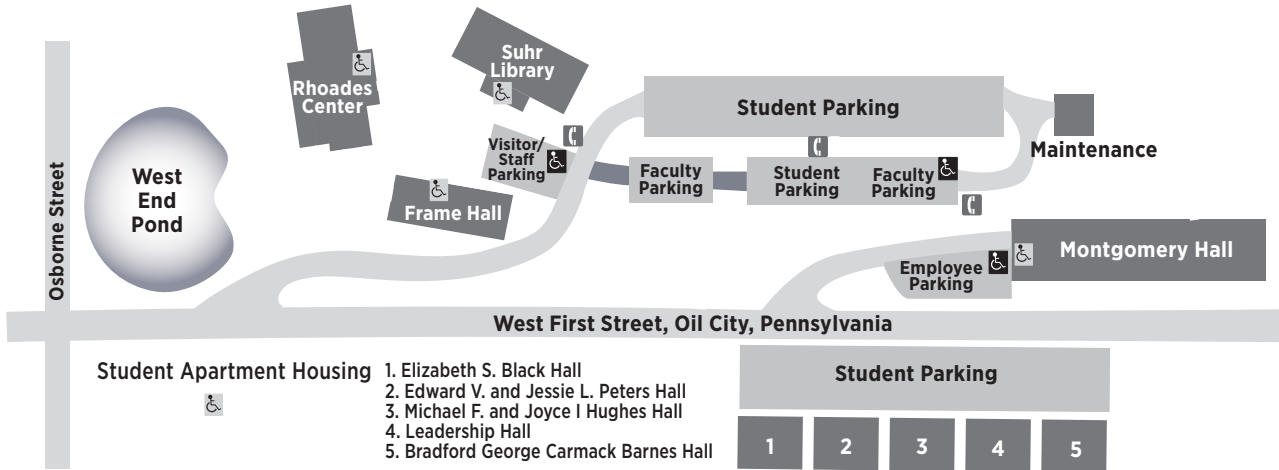 Suhr
Library
Rhoades
Center
Student Parking
Visitor/
Staff
Parking
Maintenance
Faculty
Parking
Student
Parking
Faculty
Parking
West
End
Pond
Osborne Street
Frame Hall
Montgomery Hall
Employee
Parking
West First Street, Oil City, Pennsylvania
Student Apartment Housing
1. Elizabeth S. Black Hall
2. Edward V. and Jessie L. Peters Hall
3. Michael F. and Joyce I Hughes Hall
4. Leadership Hall
5. Bradford George Carmack Barnes Hall
Student Parking
1
2
3
4
5